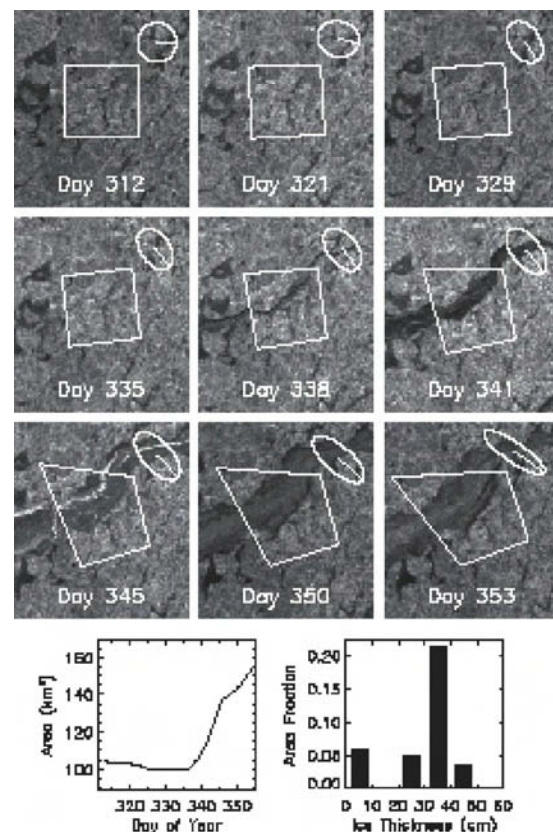 Day 312
Day 321
Day 329
Day 335
Day 338
Day 341
Day 345
Day 350
Day 353
Area (km²)
160
140
120
100
320 330 340 350
Day of Year
Area Fraction
0.20
0.15
0.10
0.05
0.00
0 10 20 30 40 50 60
Ice Thickness (cm)